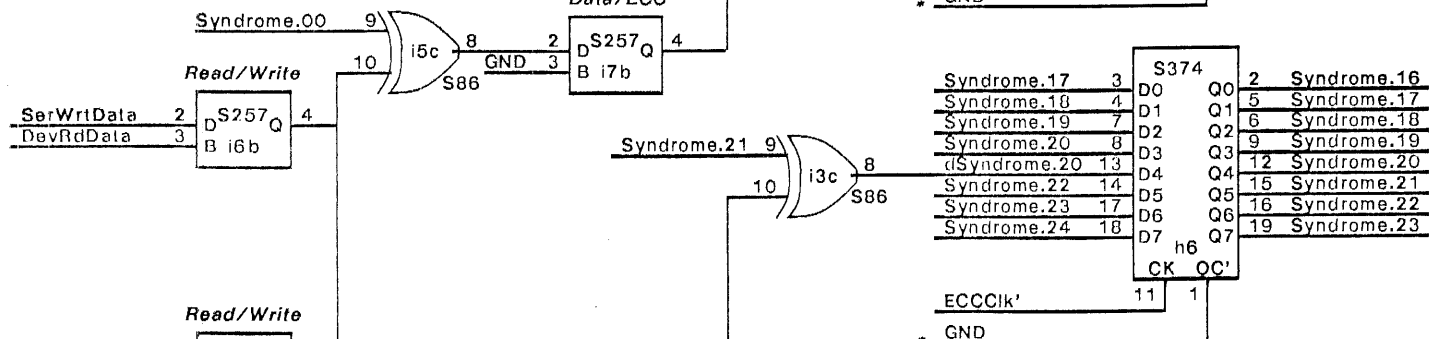 Data/ECC
* GND
Syndrome.00 9
i5c 8
10 S86
2 D S257 Q 4
GND 3 B i7b
Read/Write
SerWrtData 2 D S257 Q 4
DevRdData 3 B i6b
Syndrome.21 9
i3c 8
10 S86
S374
Syndrome.17 3 D0 Q0 2 Syndrome.16
Syndrome.18 4 D1 Q1 5 Syndrome.17
Syndrome.19 7 D2 Q2 6 Syndrome.18
Syndrome.20 8 D3 Q3 9 Syndrome.19
dSyndrome.20 13 D4 Q4 12 Syndrome.20
Syndrome.22 14 D5 Q5 15 Syndrome.21
Syndrome.23 17 D6 Q6 16 Syndrome.22
Syndrome.24 18 D7 Q7 19 Syndrome.23
h6
CK OC'
ECCClk' 11 1
Read/Write
* GND